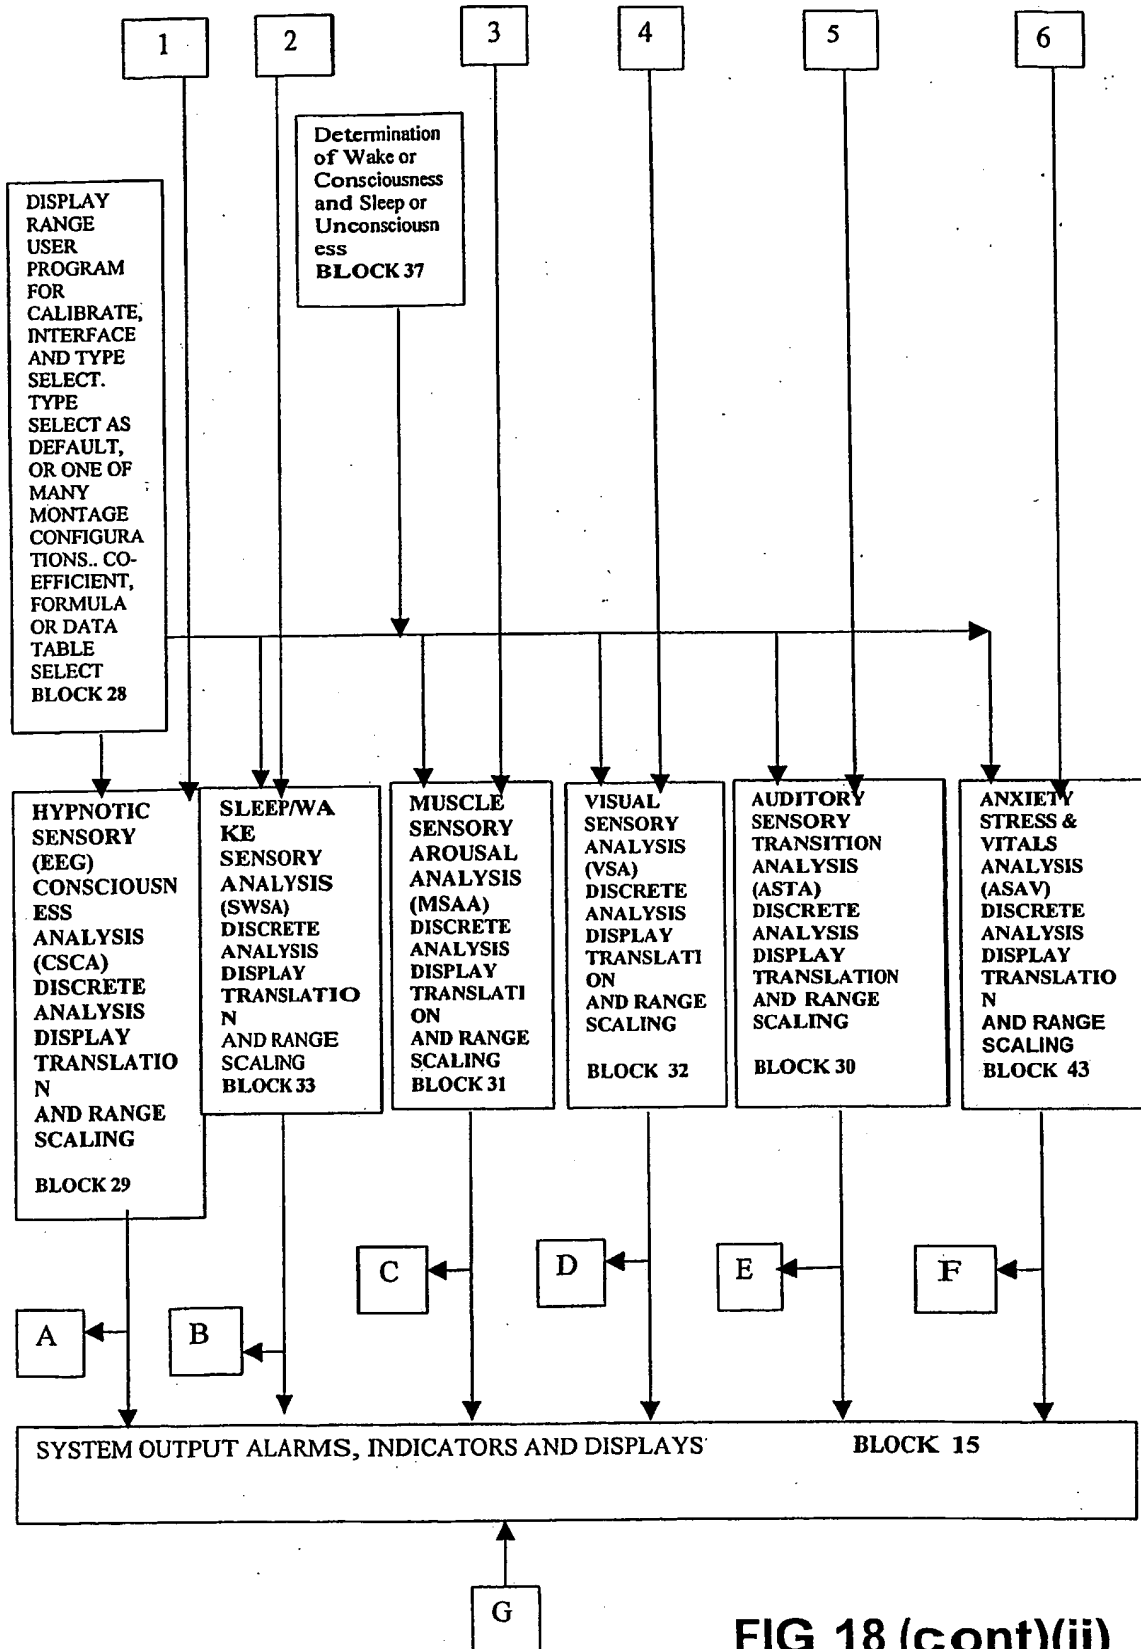 1
2
3
4
5
6
Determination
of Wake or
Consciousness
and Sleep or
Unconsciousn
ess
BLOCK 37
DISPLAY
RANGE
USER
PROGRAM
FOR
CALIBRATE,
INTERFACE
AND TYPE
SELECT.
TYPE
SELECT AS
DEFAULT,
OR ONE OF
MANY
MONTAGE
CONFIGURA
TIONS.. CO-
EFFICIENT,
FORMULA
OR DATA
TABLE
SELECT
BLOCK 28
HYPNOTIC
SENSORY
(EEG)
CONSCIOUSN
ESS
ANALYSIS
(CSCA)
DISCRETE
ANALYSIS
DISPLAY
TRANSLATIO
N
AND RANGE
SCALING
BLOCK 29
SLEEP/WA
KE
SENSORY
ANALYSIS
(SWSA)
DISCRETE
ANALYSIS
DISPLAY
TRANSLATIO
N
AND RANGE
SCALING
BLOCK 33
MUSCLE
SENSORY
AROUSAL
ANALYSIS
(MSAA)
DISCRETE
ANALYSIS
DISPLAY
TRANSLATI
ON
AND RANGE
SCALING
BLOCK 31
VISUAL
SENSORY
ANALYSIS
(VSA)
DISCRETE
ANALYSIS
DISPLAY
TRANSLATI
ON
AND RANGE
SCALING
BLOCK 32
AUDITORY
SENSORY
TRANSITION
ANALYSIS
(ASTA)
DISCRETE
ANALYSIS
DISPLAY
TRANSLATION
AND RANGE
SCALING
BLOCK 30
ANXIETY
STRESS &
VITALS
ANALYSIS
(ASAV)
DISCRETE
ANALYSIS
DISPLAY
TRANSLATIO
N
AND RANGE
SCALING
BLOCK 43
A
B
C
D
E
F
SYSTEM OUTPUT ALARMS, INDICATORS AND DISPLAYS BLOCK 15
G
FIG 18 (cont)(ii)